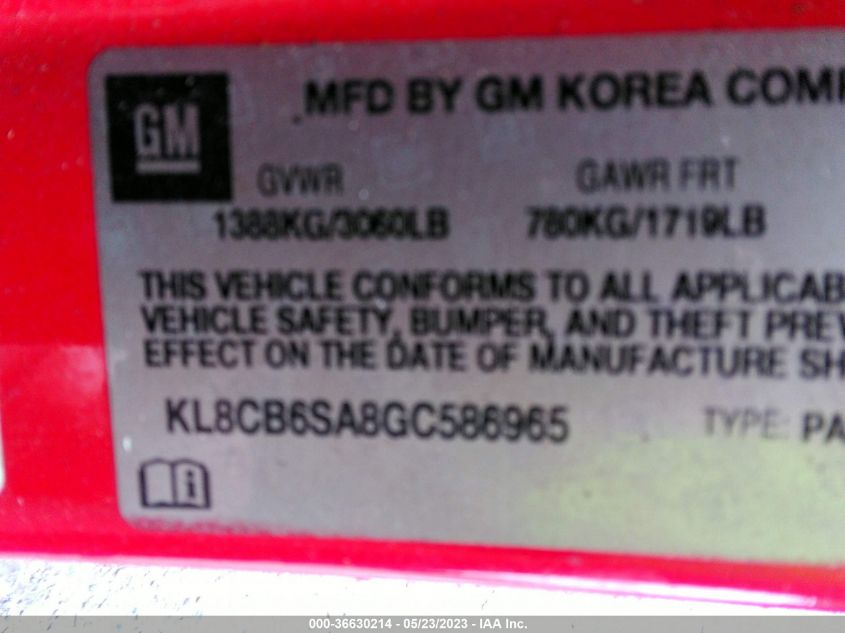 GM
MFD BY GM KOREA COMP
GVWR GAWR FRT
1388KG/3060LB 780KG/1719LB
THIS VEHICLE CONFORMS TO ALL APPLICAB
VEHICLE SAFETY, BUMPER, AND THEFT PREV
EFFECT ON THE DATE OF MANUFACTURE SH
KL8CB6SA8GC586965 TYPE: PA
i
000-36630214 - 05/23/2023 - IAA Inc.